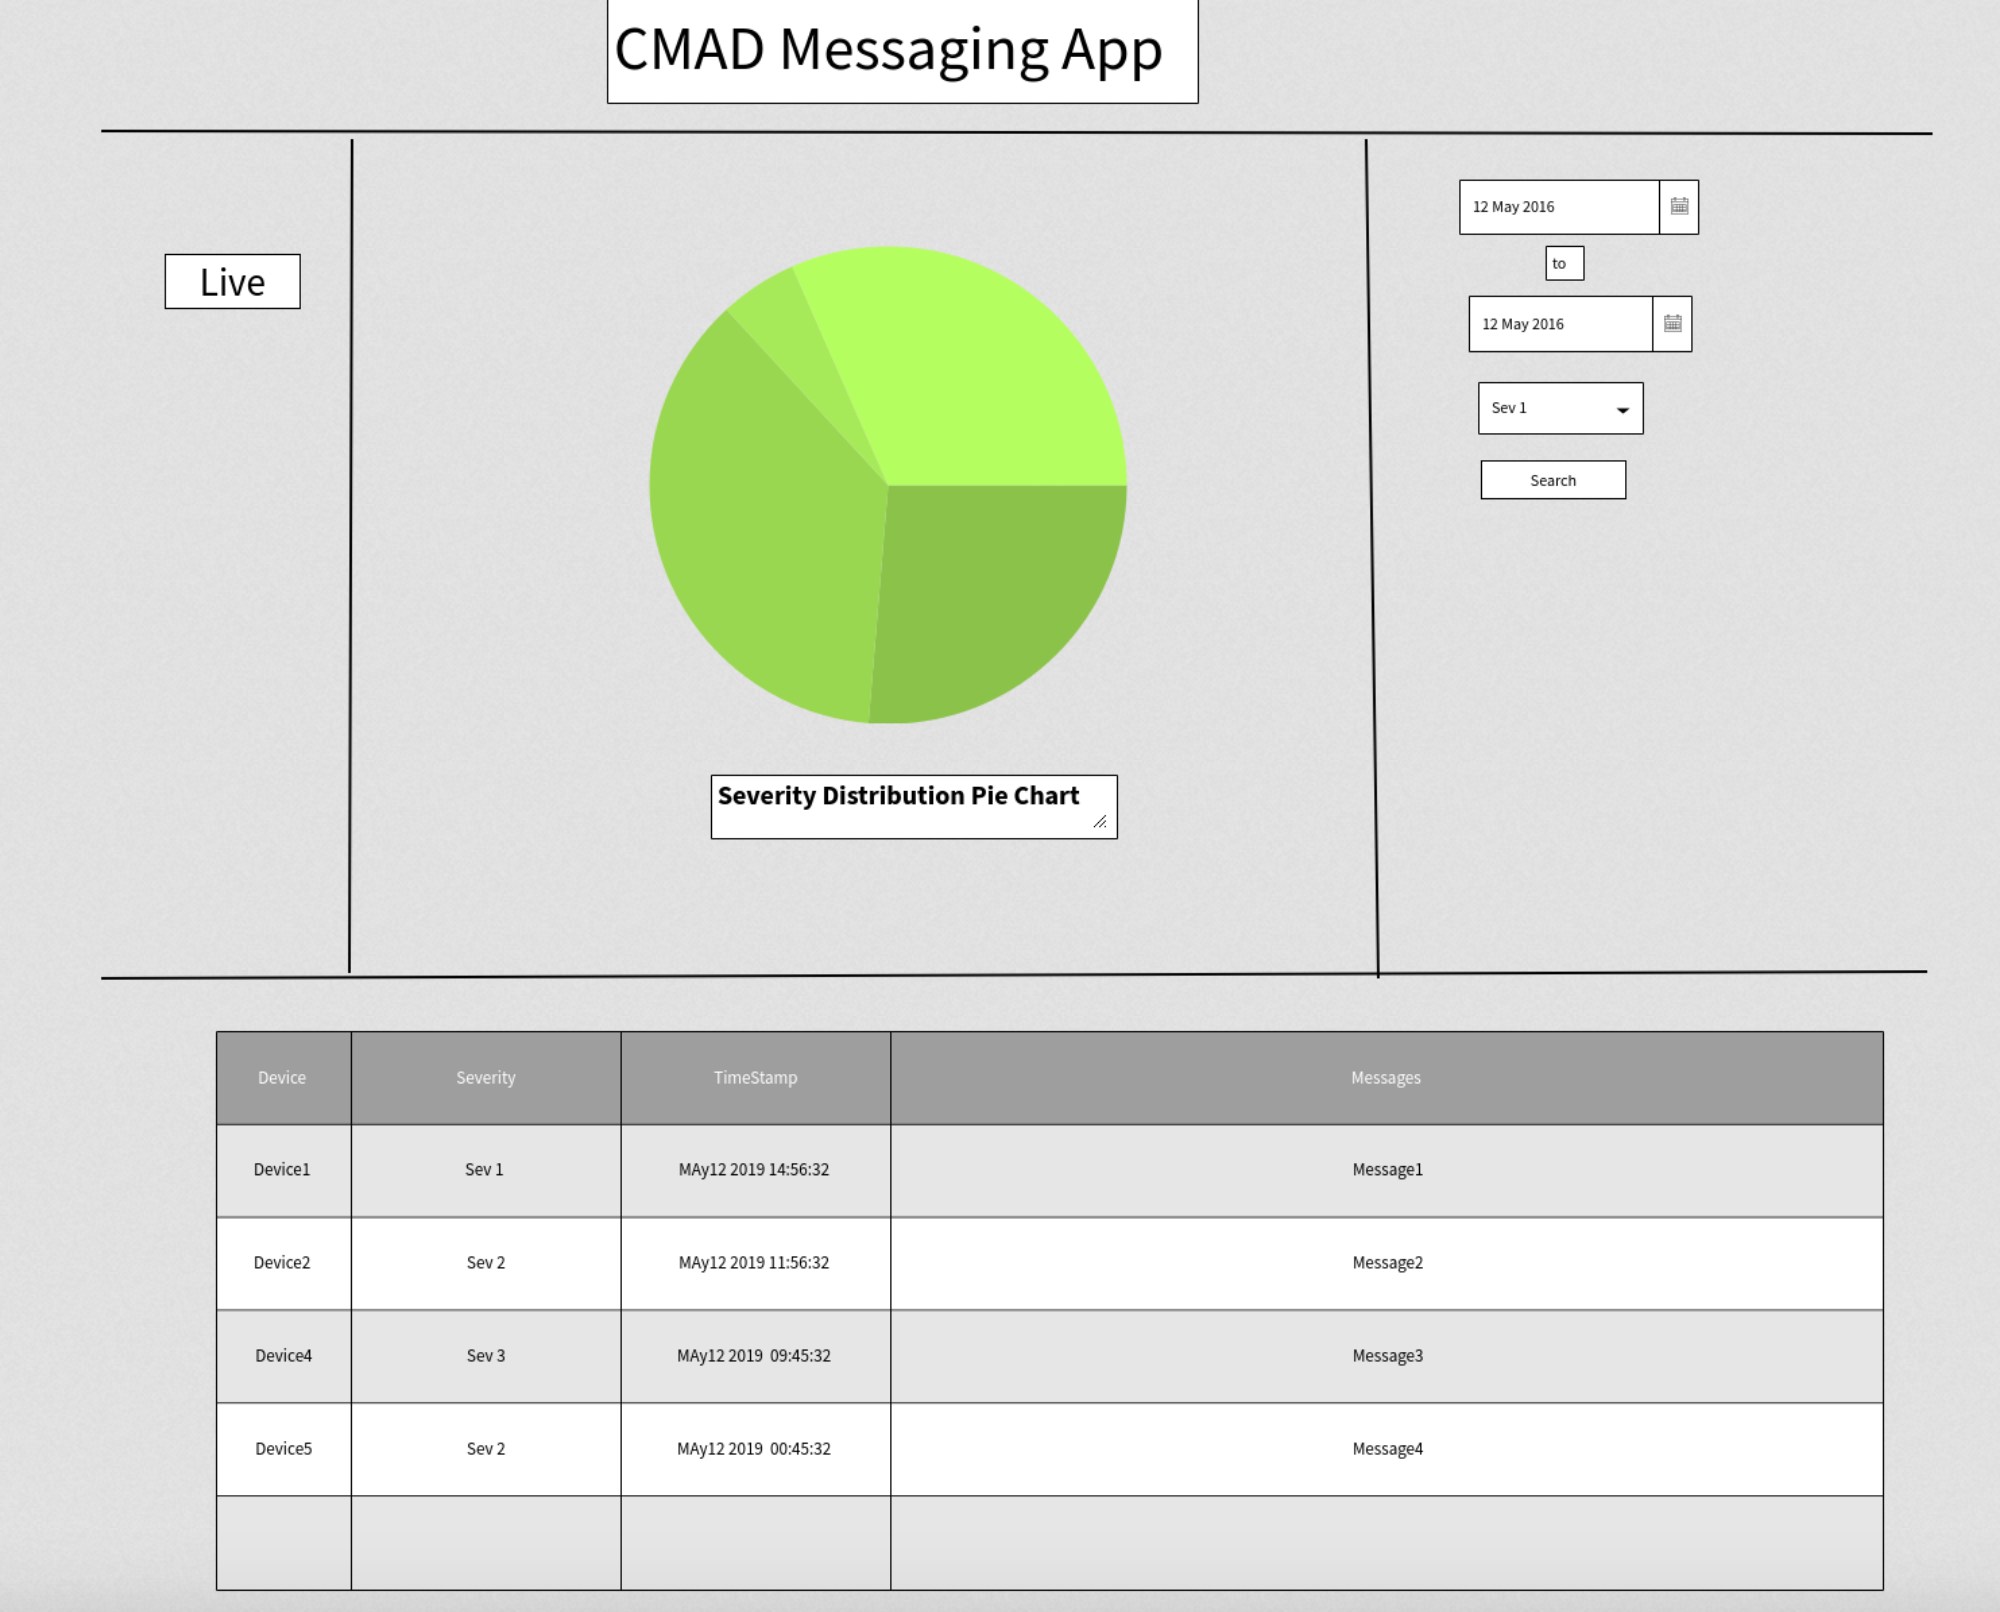 CMAD Messaging App
Live
12 May 2016
to
12 May 2016
Sev 1
Search
Severity Distribution Pie Chart
Device Severity TimeStamp Messages
Device1 Sev 1 MAy12 2019 14:56:32 Message1
Device2 Sev 2 MAy12 2019 11:56:32 Message2
Device4 Sev 3 MAy12 2019 09:45:32 Message3
Device5 Sev 2 MAy12 2019 00:45:32 Message4